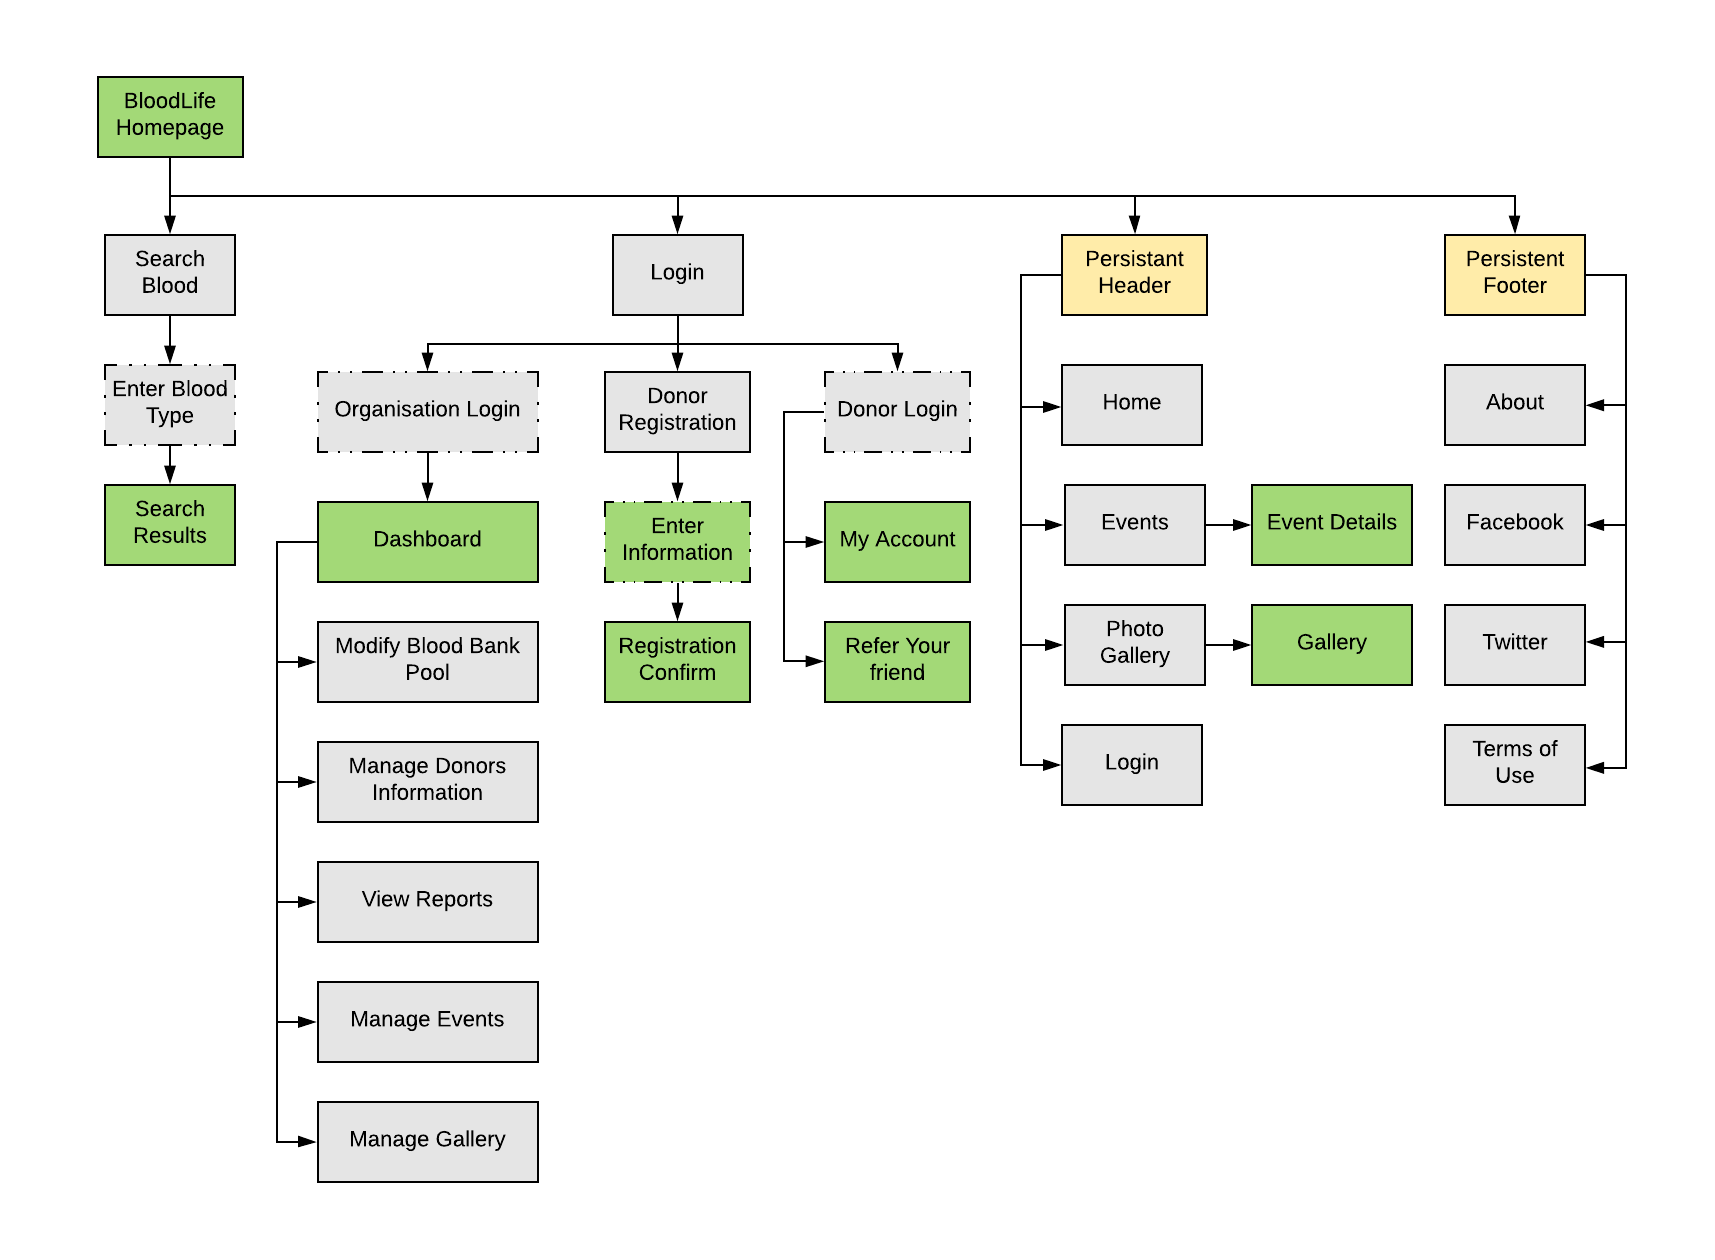 BloodLife
Homepage
Search
Blood
Login
Persistant
Header
Persistent
Footer
Enter Blood
Type
Organisation Login
Donor
Registration
Donor Login
Home
About
Search
Results
Dashboard
Enter
Information
My Account
Events
Event Details
Facebook
Modify Blood Bank
Pool
Registration
Confirm
Refer Your
friend
Photo
Gallery
Gallery
Twitter
Manage Donors
Information
Login
Terms of
Use
View Reports
Manage Events
Manage Gallery